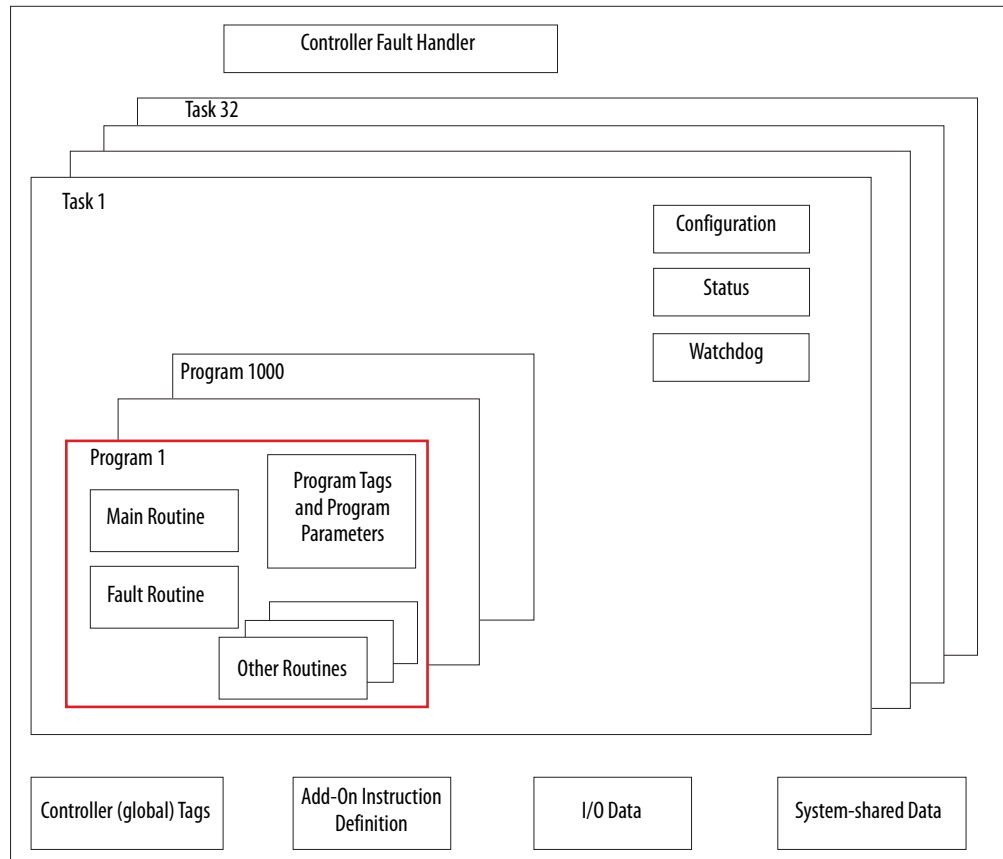 Controller Fault Handler
Task 32
Task 1
Configuration
Status
Watchdog
Program 1000
Program 1
Main Routine
Fault Routine
Program Tags
and Program
Parameters
Other Routines
Controller (global) Tags
Add-On Instruction
Definition
I/O Data
System-shared Data